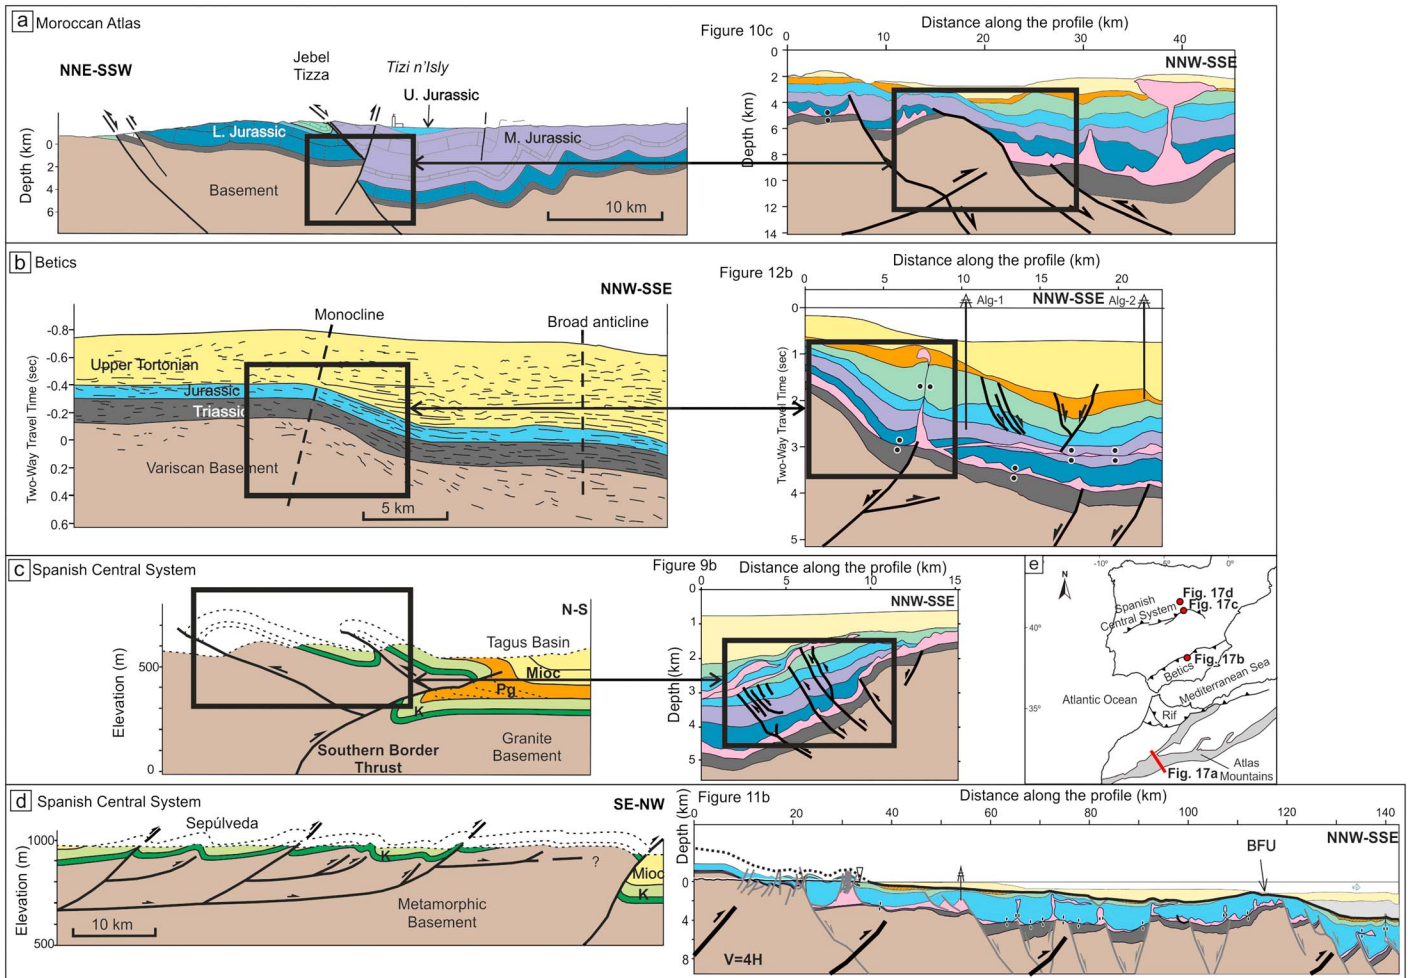 a Moroccan Atlas
NNE-SSW
Jebel
Tizza
Tizi n'Isly
U. Jurassic
L. Jurassic
M. Jurassic
Basement
Depth (km)
0
2
4
6
10 km
Figure 10c
Distance along the profile (km)
0 10 20 30 40
NNW-SSE
Depth (km)
0
2
4
6
8
10
12
14
b Betics
NNW-SSE
Monocline
Broad anticline
Upper Tortonian
Jurassic
Triassic
Variscan Basement
Two-Way Travel Time (sec)
-0.8
-0.6
-0.4
-0.2
0
0.2
0.4
0.6
5 km
Figure 12b
Distance along the profile (km)
0 5 10 15 20
Alg-1 NNW-SSE Alg-2
Two-Way Travel Time (sec)
0
1
2
3
4
5
c Spanish Central System
N-S
Tagus Basin
Mioc
Pg
K
Granite
Basement
Southern Border
Thrust
Elevation (m)
500
0
Figure 9b
Distance along the profile (km)
0 5 10 15
NNW-SSE
Depth (km)
0
1
2
3
4
5
e
N
-10° 0°
40°
35°
Spanish
Central System
Fig. 17d
Fig. 17c
Fig. 17b
Betics
Mediterranean Sea
Atlantic Ocean
Rif
Atlas
Mountains
Fig. 17a
d Spanish Central System
SE-NW
Sepúlveda
K
?
Mioc
K
Metamorphic
Basement
Elevation (m)
1000
500
10 km
Figure 11b
Distance along the profile (km)
0 20 40 60 80 100 120 140
NNW-SSE
BFU
Depth (km)
0
4
8
V=4H